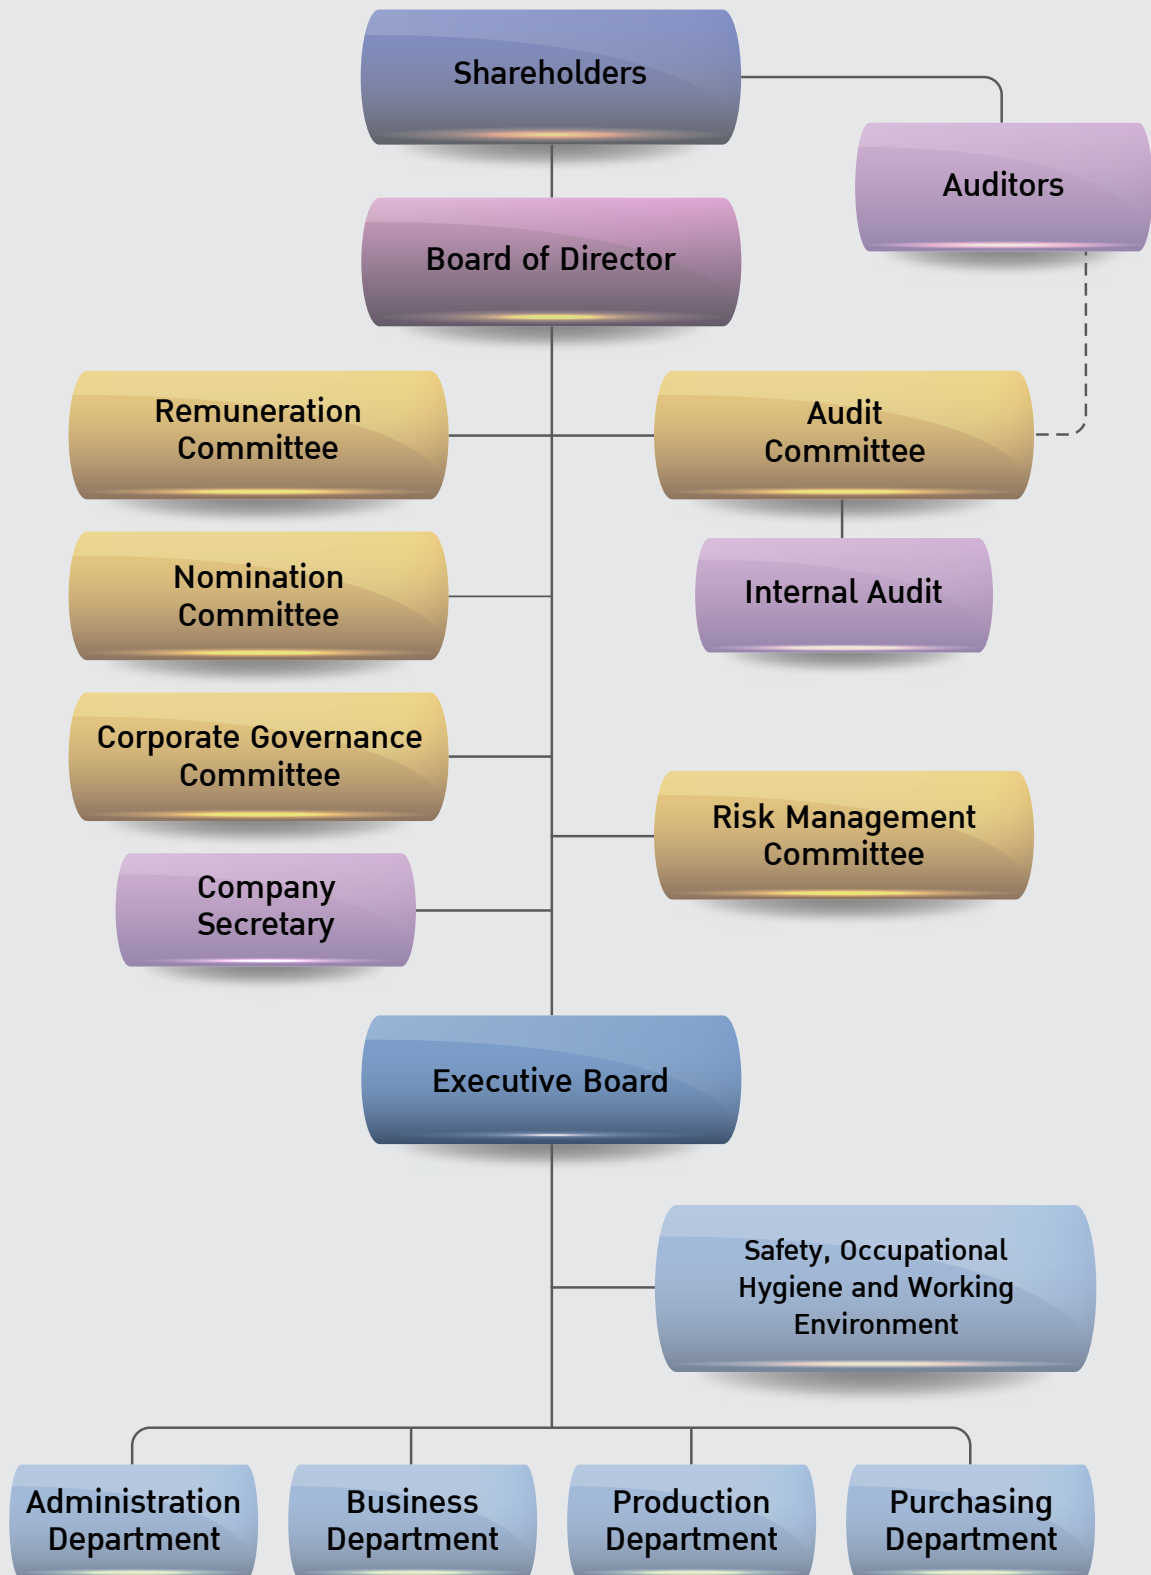 Shareholders
Auditors
Board of Director
Remuneration
Committee
Audit
Committee
Nomination
Committee
Internal Audit
Corporate Governance
Committee
Risk Management
Committee
Company
Secretary
Executive Board
Safety, Occupational
Hygiene and Working
Environment
Administration
Department
Business
Department
Production
Department
Purchasing
Department